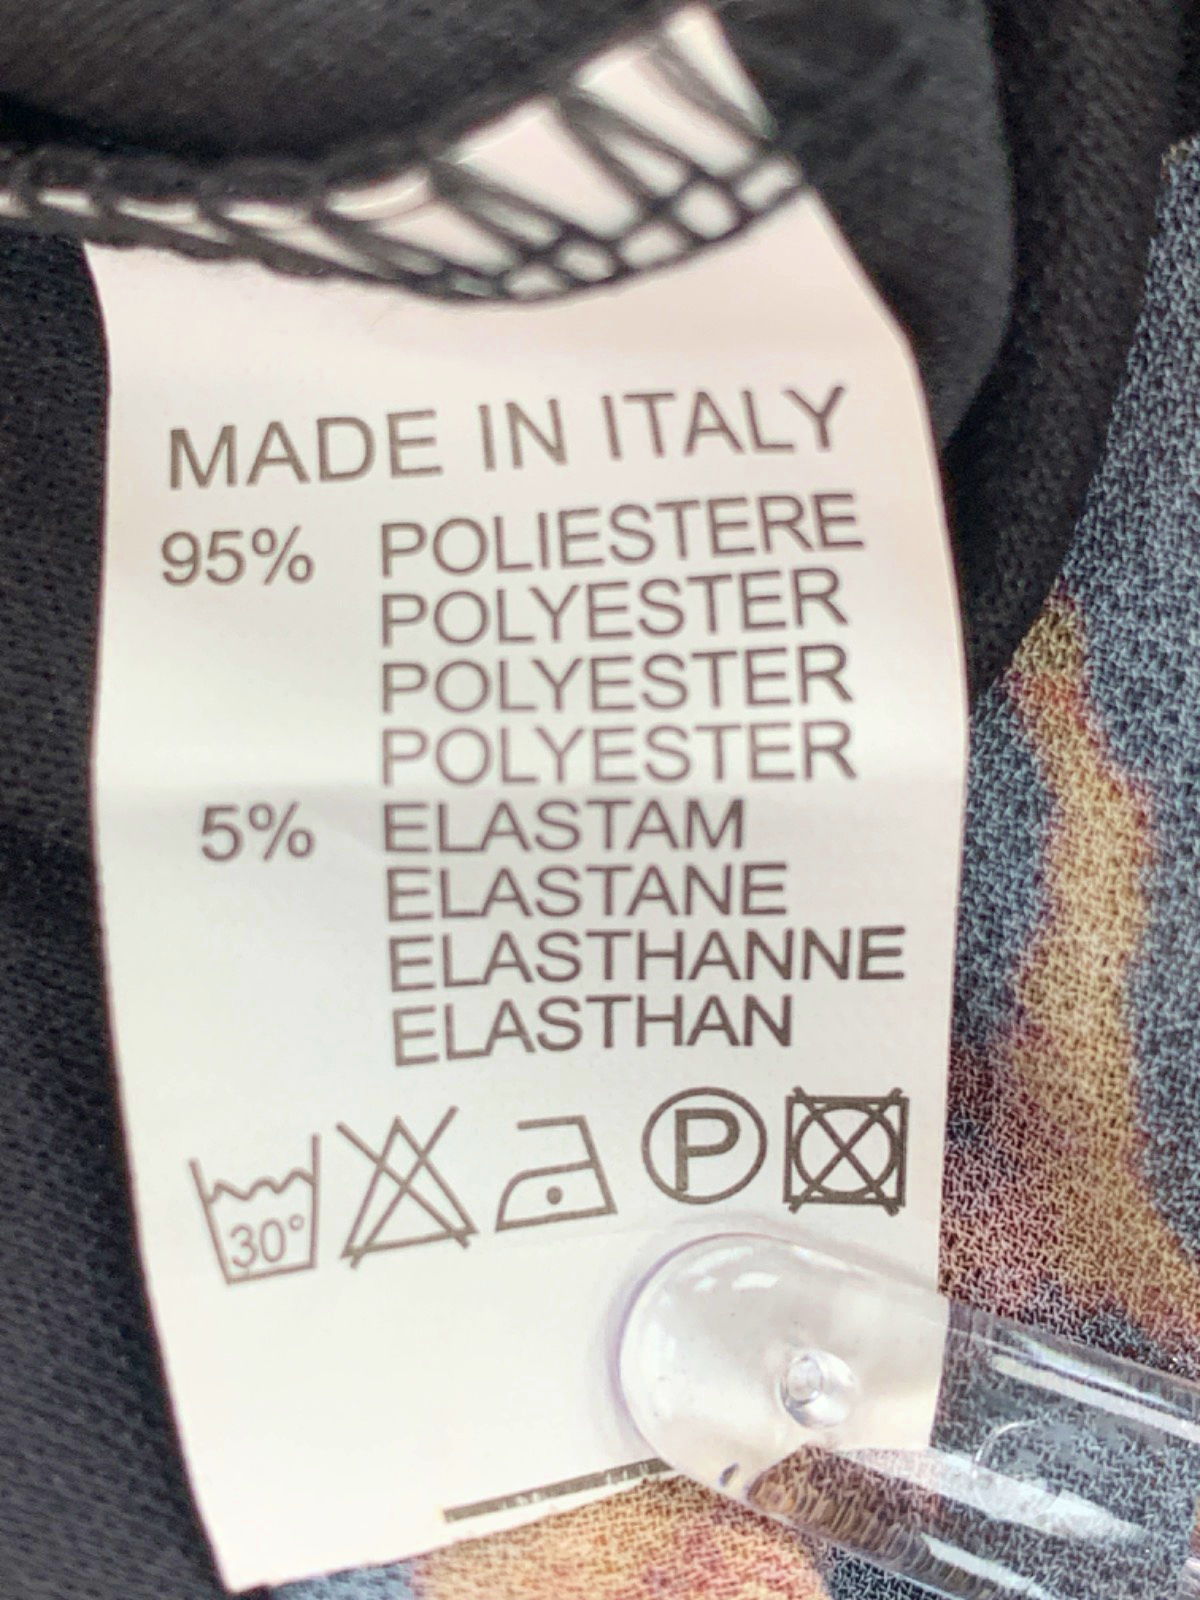 MADE IN ITALY
95% POLIESTERE
POLYESTER
POLYESTER
POLYESTER
5% ELASTAM
ELASTANE
ELASTHANNE
ELASTHAN
30° P